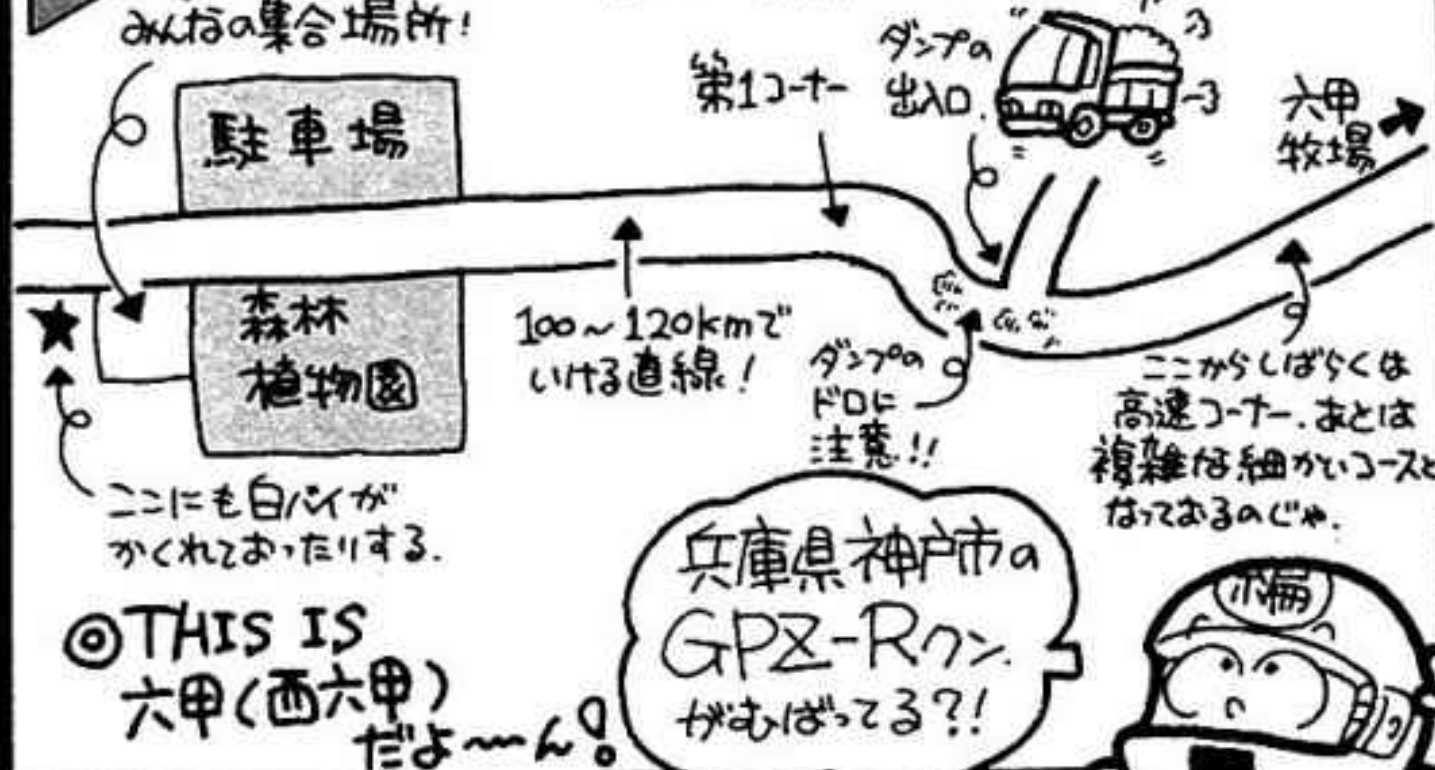 みんなの集合場所!
駐車場
第1コーナー
ダンプの
出入口
六甲
牧場
森林
植物園
100~120kmで
いける直線!
ダンプの
ドロに
注意!!
ここからしばらくは
高速コーナー.あとは
複雑な細かいコースと
なっておるのじゃ.
ここにも白バイが
かくれておったりする.
◎THIS IS
六甲(西六甲)
だよ〜〜ん!
兵庫県神戸市の
GPZ-Rクン.
がむばってる?!